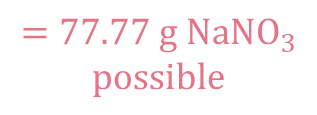 = 77.77 g NaNO₃
possible